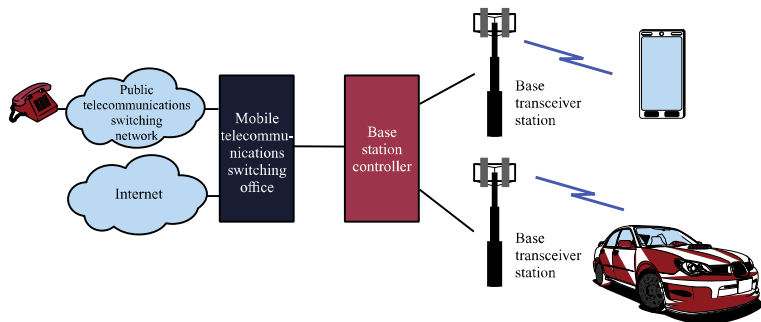 Public
telecommunications
switching
network
Internet
Mobile
telecommu-
nications
switching
office
Base
station
controller
Base
transceiver
station
Base
transceiver
station